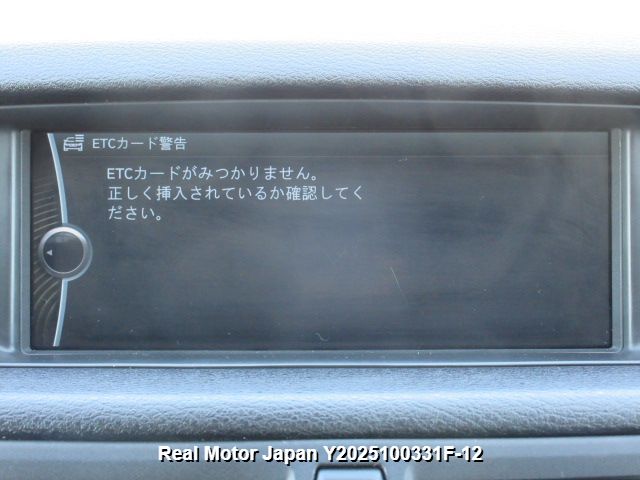 ETCカード警告
ETCカードがみつかりません。
正しく挿入されているか確認してく
ださい。
Real Motor Japan Y2025100331F-12